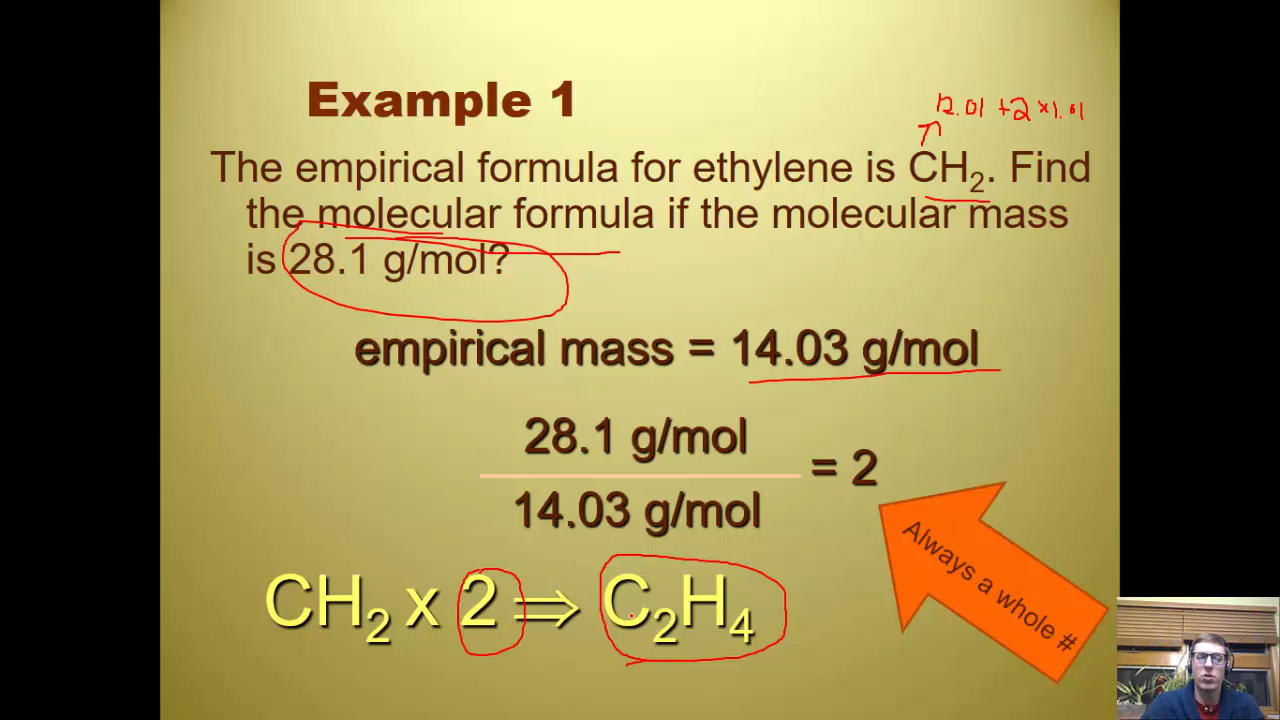 Example 1
12.01 + 2 × 1.01
The empirical formula for ethylene is CH₂. Find
the molecular formula if the molecular mass
is 28.1 g/mol?
empirical mass = 14.03 g/mol
28.1 g/mol
= 2
14.03 g/mol
Always a whole #
CH₂ x 2 ⇒ C₂H₄